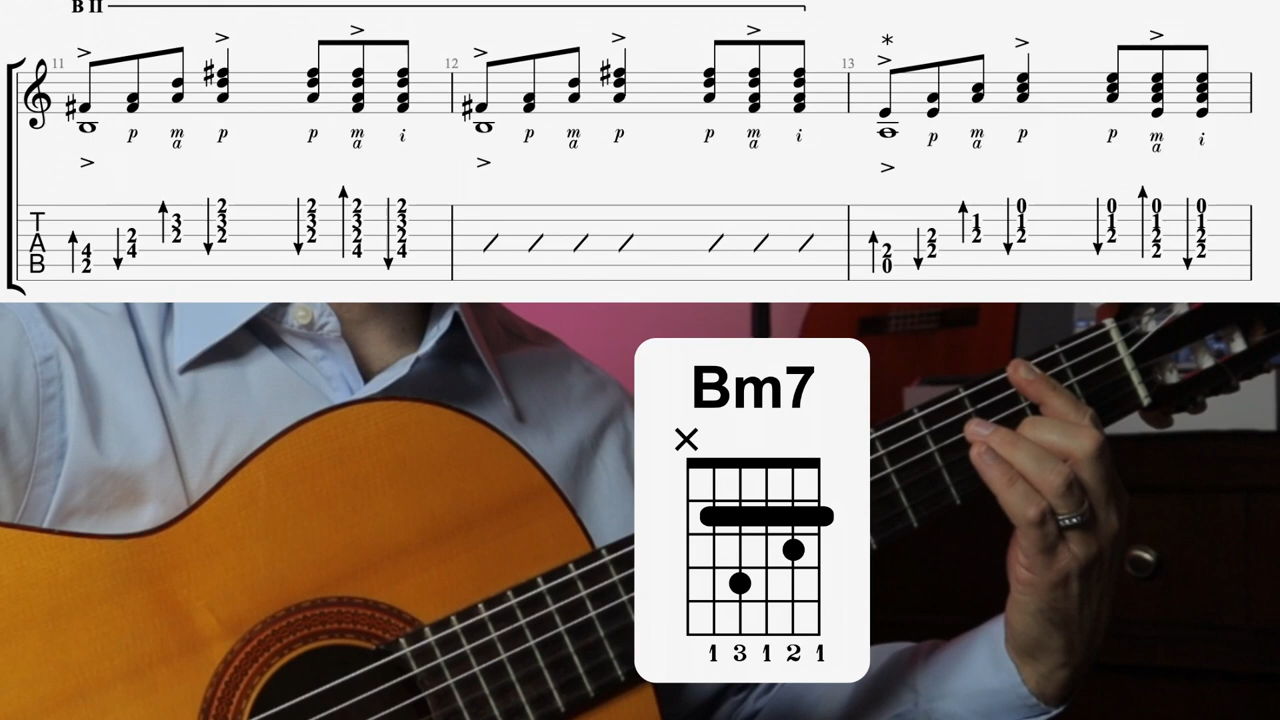 B II
11 12 13
> > > > > > * > > >
p m a p p m a i p m a p p m a i p m a p p m a i
> > >
T A B
4 2 2 4 3 2 2 3 2 2 3 2 2 3 2 4 2 3 2 4 2 0 2 2 1 2 0 1 2 0 1 2 0 1 2 2 0 1 2 2
Bm7
×
1 3 1 2 1